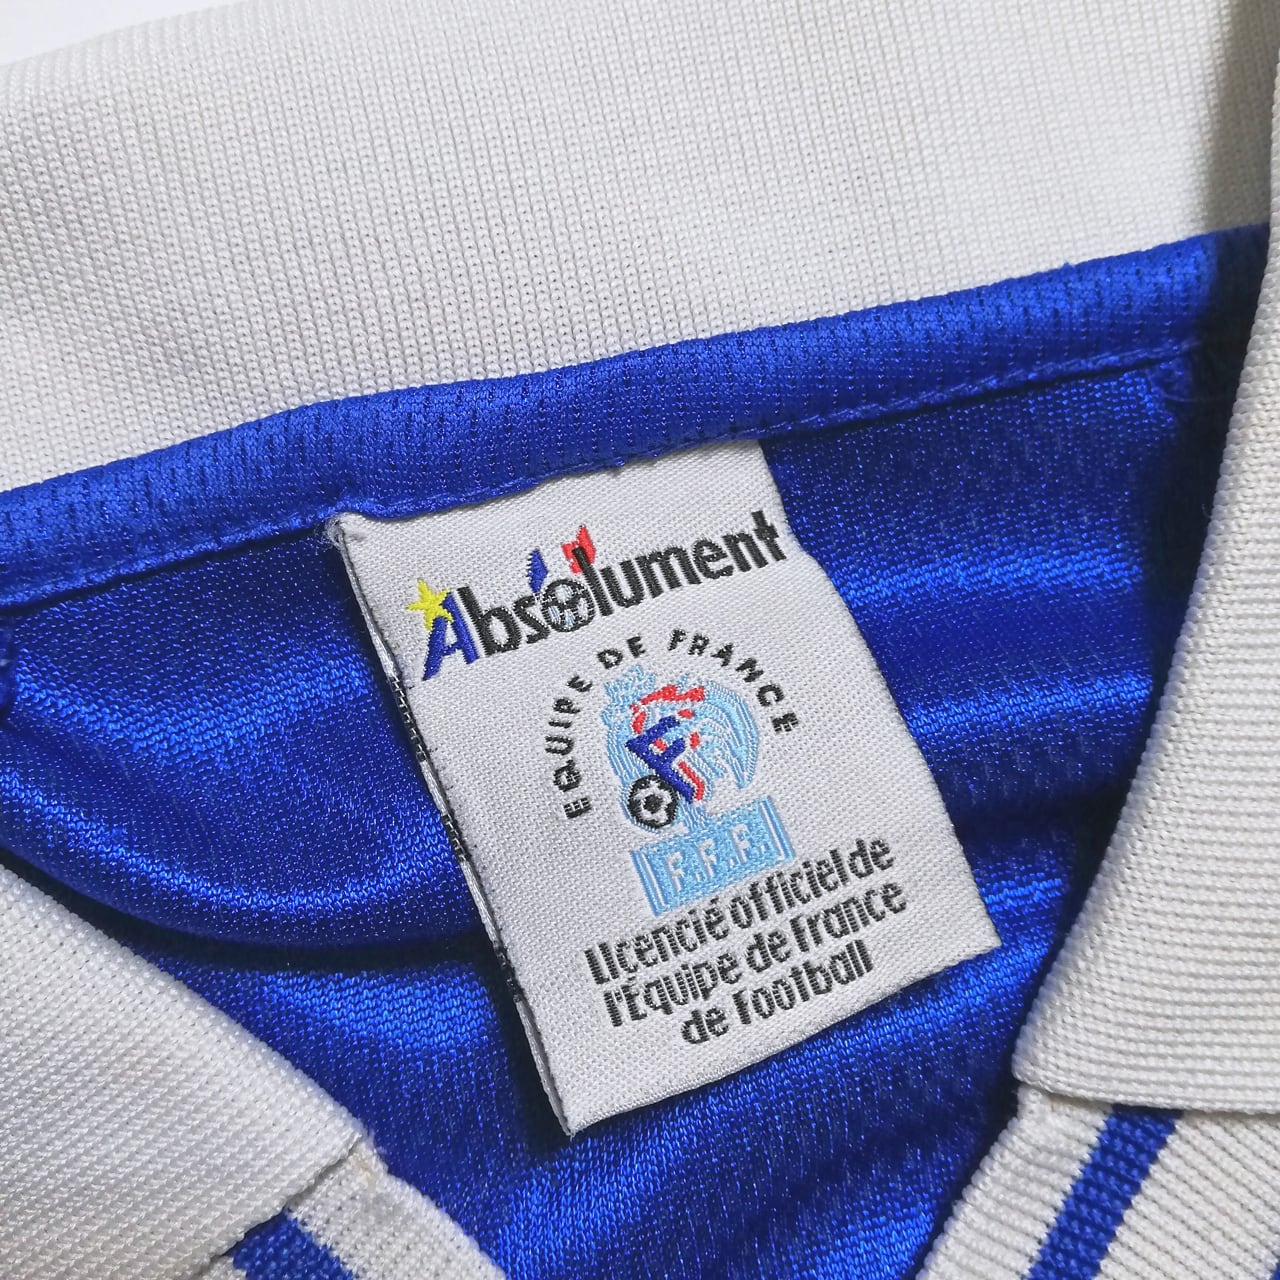 Absolument
EQUIPE DE FRANCE
F.F.F.
Licencié officiel de
l'Equipe de france
de football